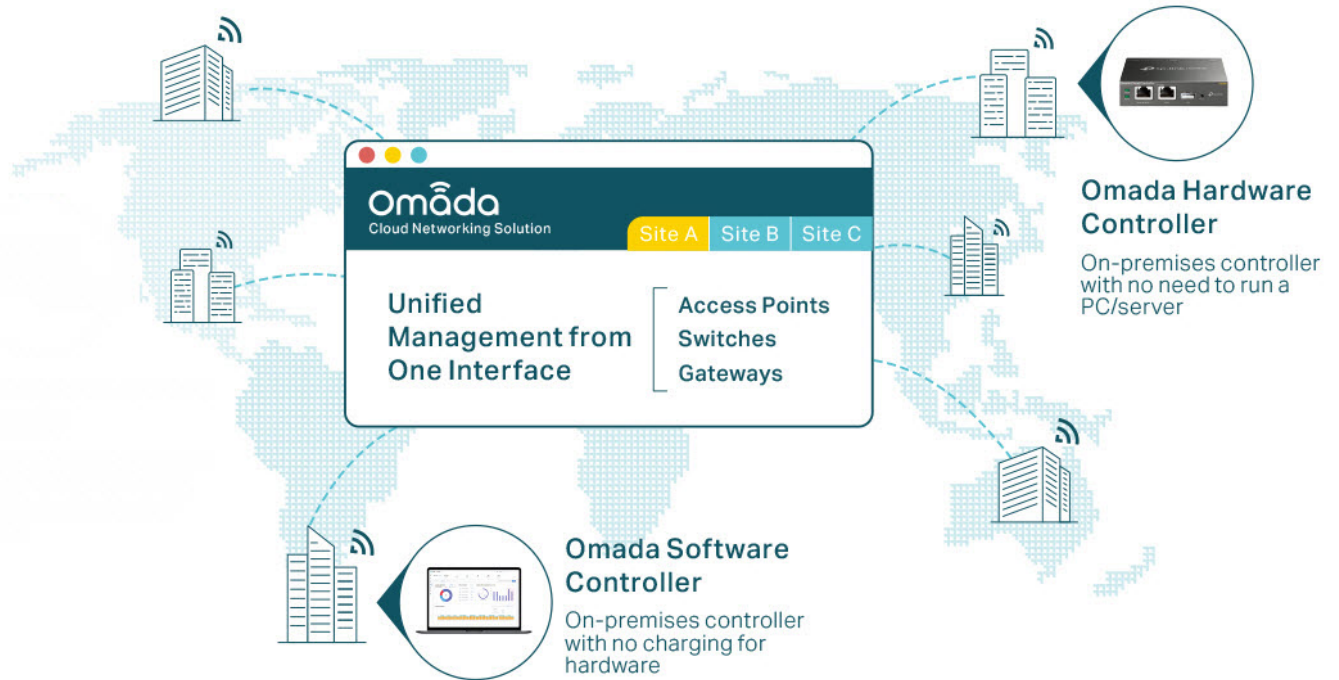 Omada
Cloud Networking Solution
Site A
Site B
Site C
Unified
Management from
One Interface
Access Points
Switches
Gateways
Omada Hardware
Controller
On-premises controller
with no need to run a
PC/server
Omada Software
Controller
On-premises controller
with no charging for
hardware